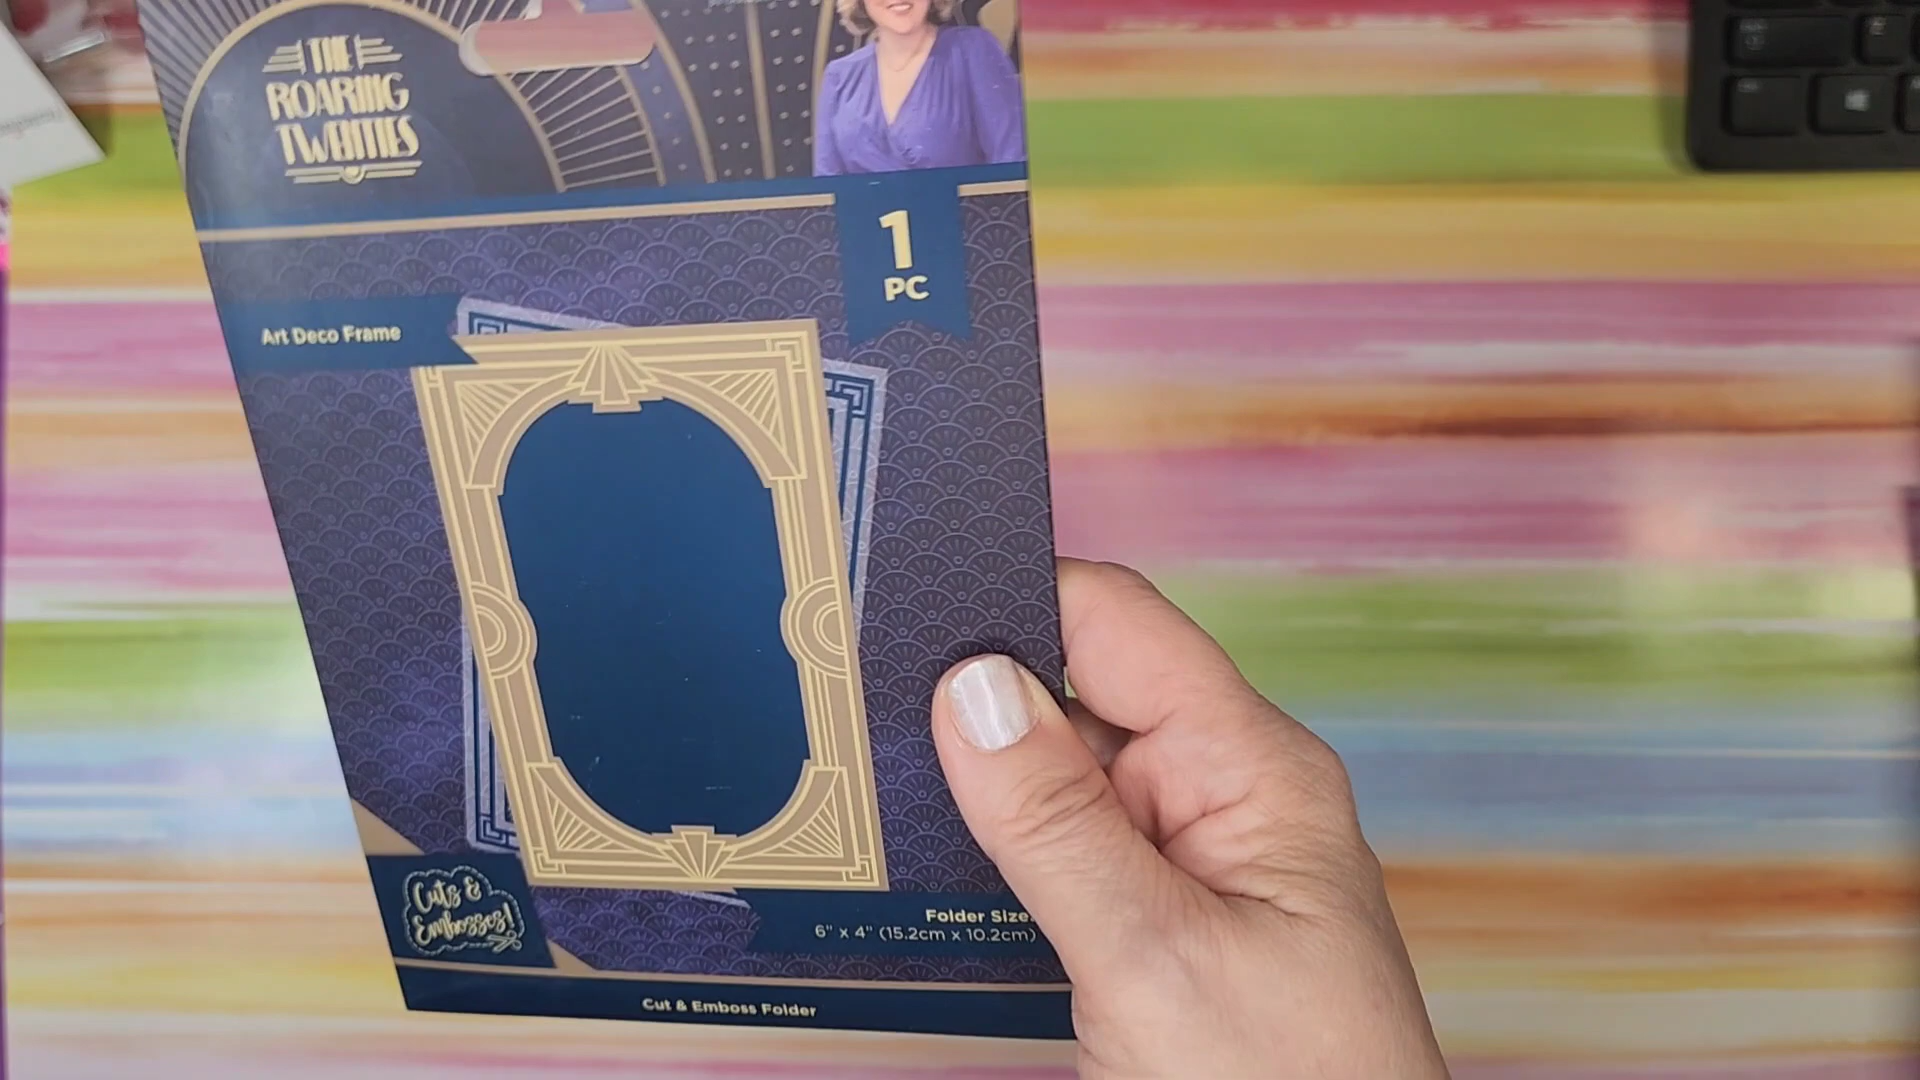 THE
ROARING
TWENTIES
1
PC
Art Deco Frame
Cuts &
Embosses!
Folder Size:
6" x 4" (15.2cm x 10.2cm)
Cut & Emboss Folder